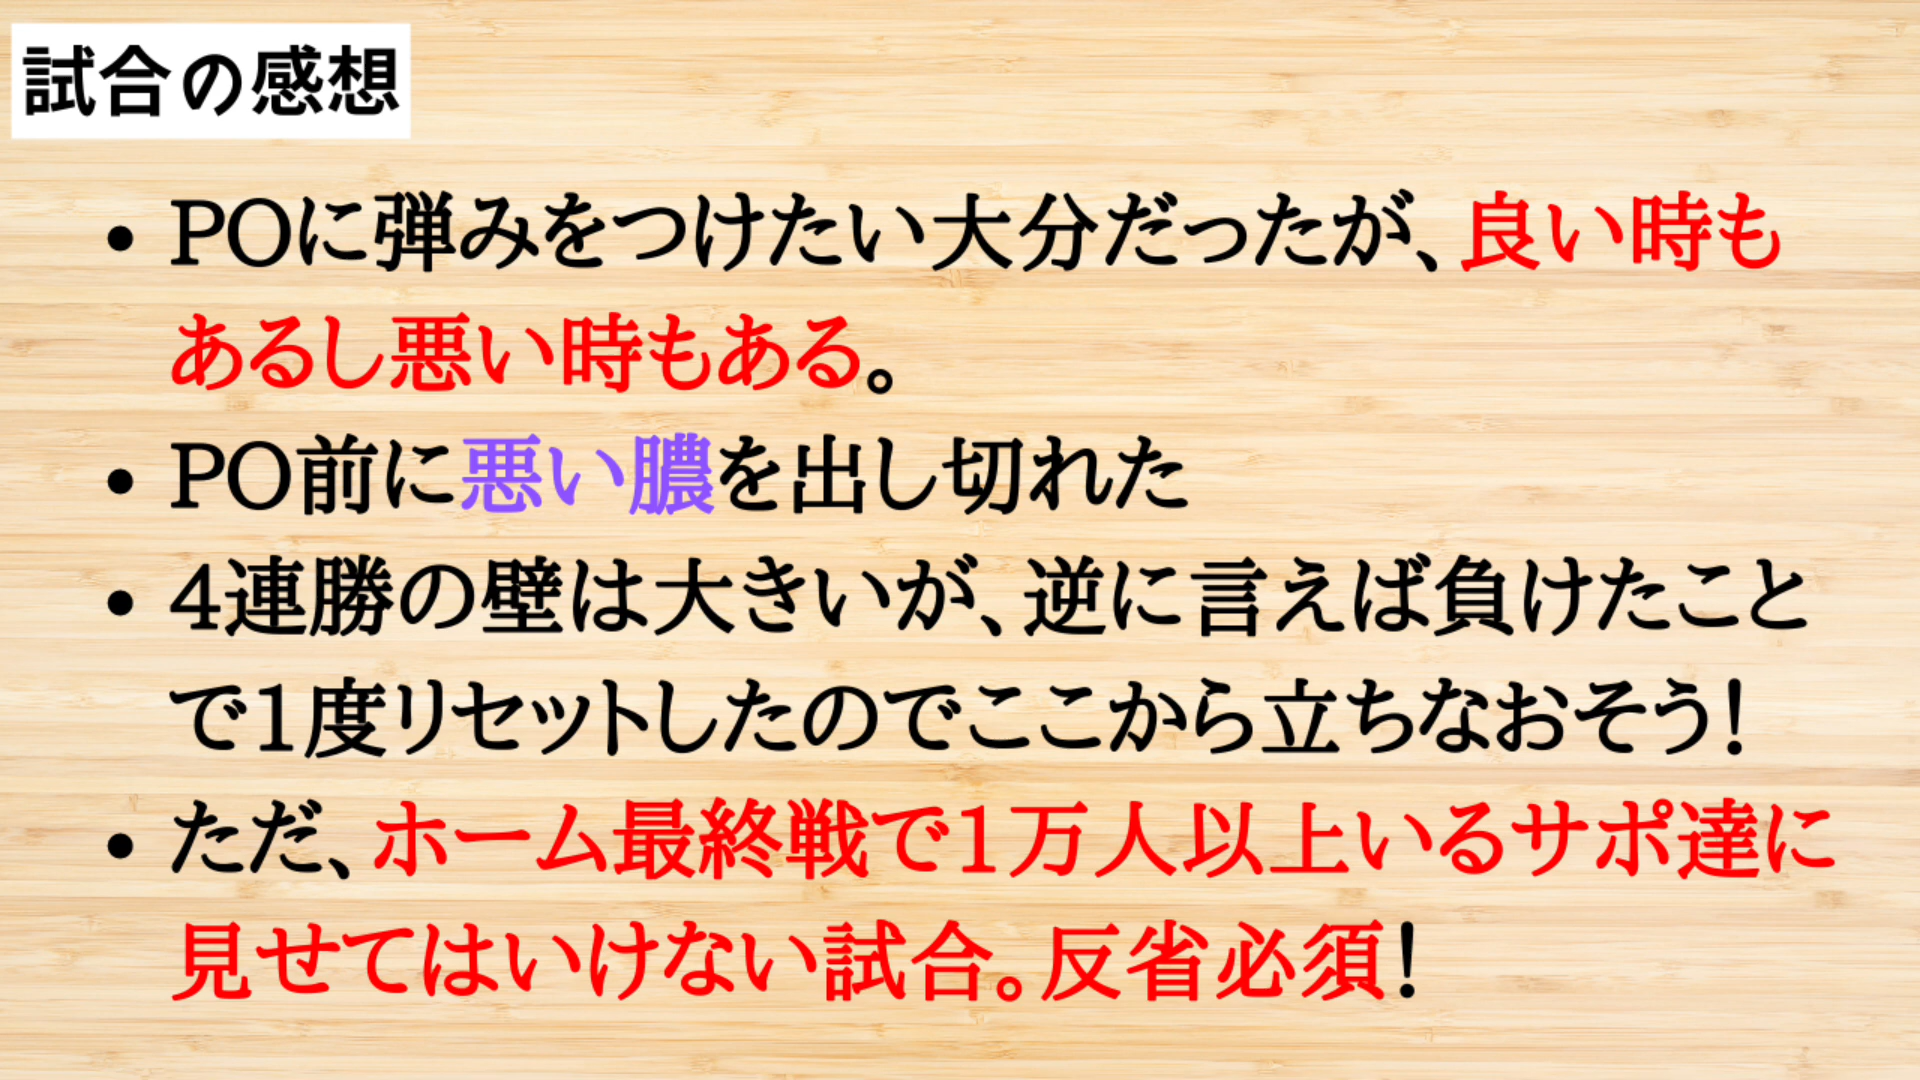 試合の感想
• POに弾みをつけたい大分だったが、良い時も
あるし悪い時もある。
• PO前に悪い膿を出し切れた
• 4連勝の壁は大きいが、逆に言えば負けたこと
で1度リセットしたのでここから立ちなおそう!
• ただ、ホーム最終戦で1万人以上いるサポ達に
見せてはいけない試合。反省必須!